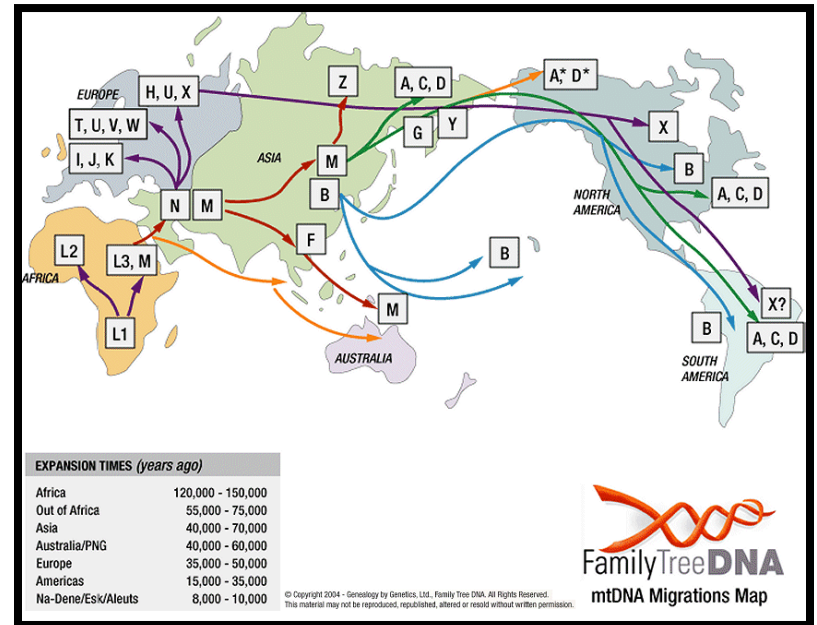 EUROPE
H, U, X
T, U, V, W
I, J, K
ASIA
Z
A, C, D
A,* D*
G
Y
X
B
A, C, D
NORTH
AMERICA
M
B
N
M
F
B
M
AUSTRALIA
L2
L3, M
AFRICA
L1
X?
B
A, C, D
SOUTH
AMERICA
EXPANSION TIMES (years ago)
Africa 120,000 - 150,000
Out of Africa 55,000 - 75,000
Asia 40,000 - 70,000
Australia/PNG 40,000 - 60,000
Europe 35,000 - 50,000
Americas 15,000 - 35,000
Na-Dene/Esk/Aleuts 8,000 - 10,000
© Copyright 2004 - Genealogy by Genetics, Ltd., Family Tree DNA. All Rights Reserved.
This material may not be reproduced, republished, altered or resold without written permission.
FamilyTreeDNA
mtDNA Migrations Map